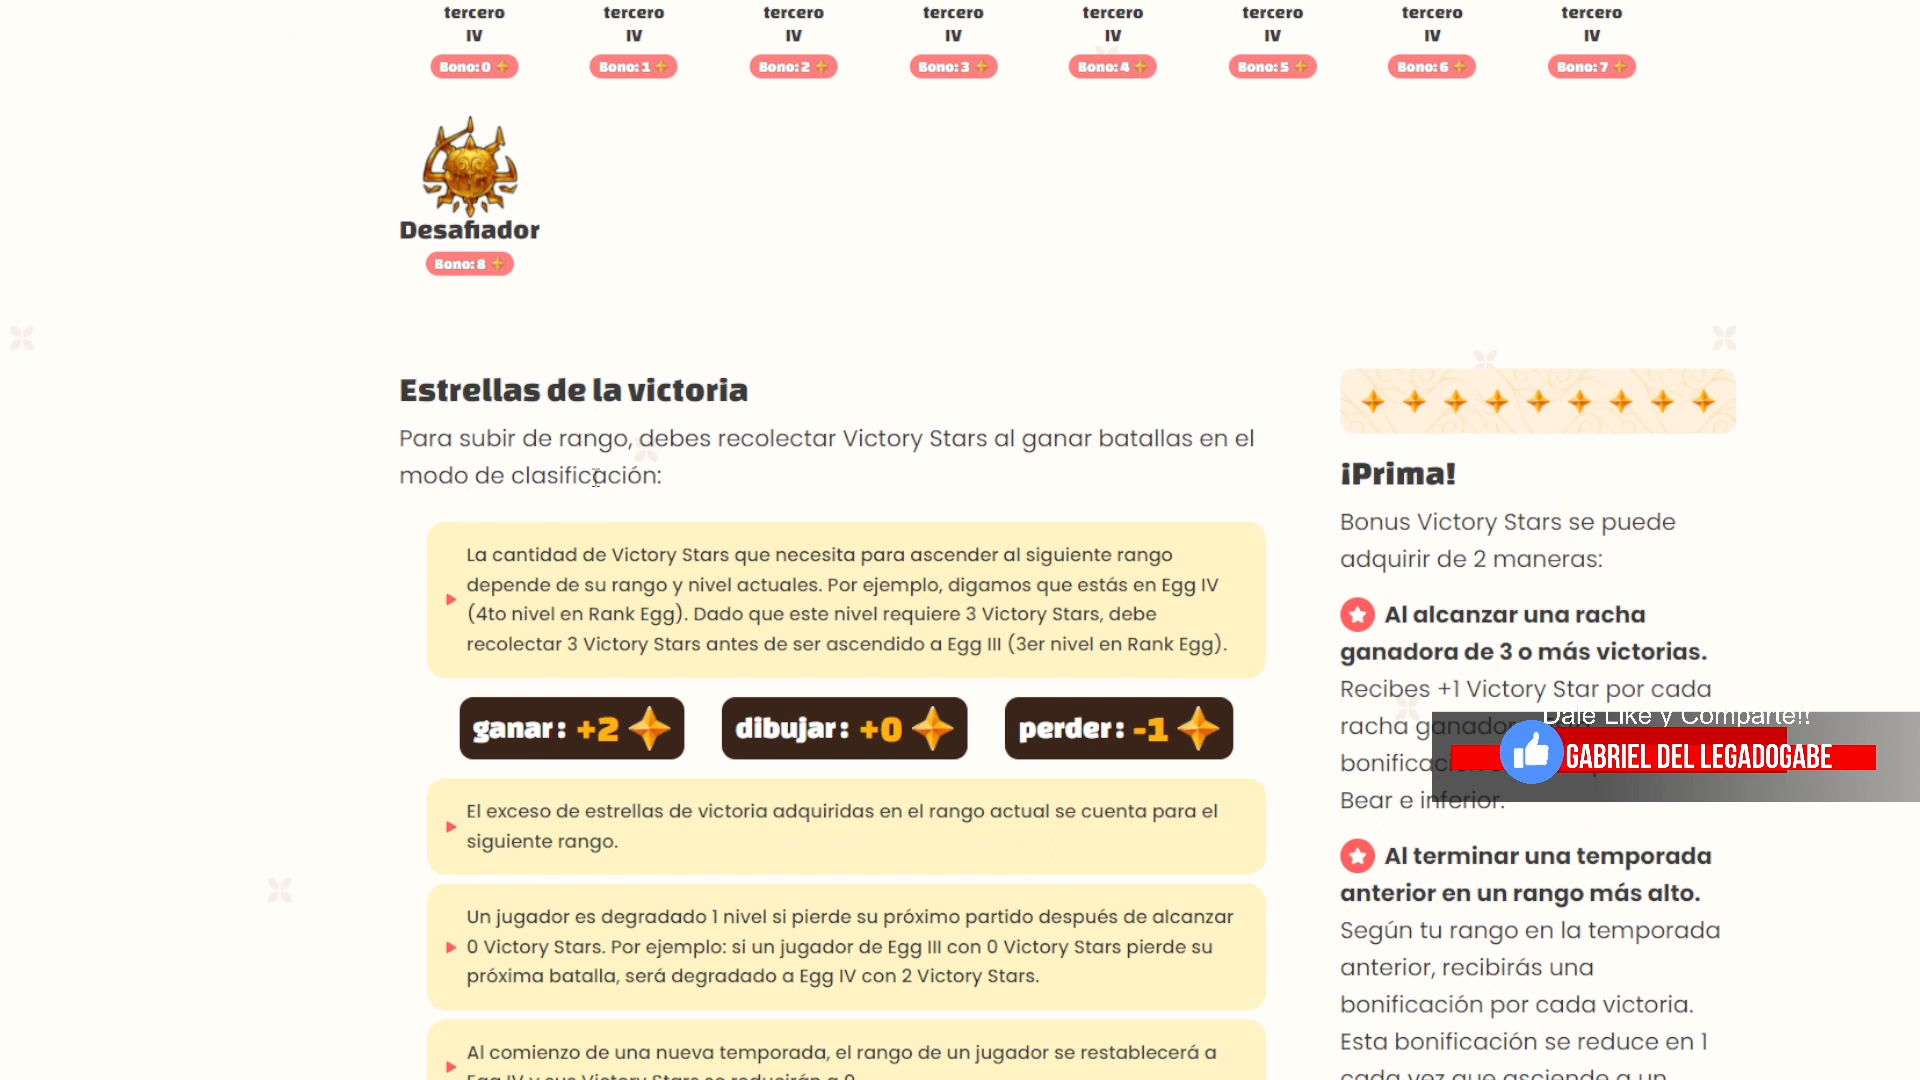 tercero tercero tercero tercero tercero tercero tercero tercero
IV IV IV IV IV IV IV IV
Bono: 0 Bono: 1 Bono: 2 Bono: 3 Bono: 4 Bono: 5 Bono: 6 Bono: 7
Desafiador
Bono: 8
Estrellas de la victoria
Para subir de rango, debes recolectar Victory Stars al ganar batallas en el
modo de clasificación:
La cantidad de Victory Stars que necesita para ascender al siguiente rango
depende de su rango y nivel actuales. Por ejemplo, digamos que estás en Egg IV
(4to nivel en Rank Egg). Dado que este nivel requiere 3 Victory Stars, debe
recolectar 3 Victory Stars antes de ser ascendido a Egg III (3er nivel en Rank Egg).
ganar: +2 dibujar: +0 perder: -1
El exceso de estrellas de victoria adquiridas en el rango actual se cuenta para el
siguiente rango.
Un jugador es degradado 1 nivel si pierde su próximo partido después de alcanzar
0 Victory Stars. Por ejemplo: si un jugador de Egg III con 0 Victory Stars pierde su
próxima batalla, será degradado a Egg IV con 2 Victory Stars.
Al comienzo de una nueva temporada, el rango de un jugador se restablecerá a
Egg IV y sus Victory Stars se reducirán a 0.
¡Prima!
Bonus Victory Stars se puede
adquirir de 2 maneras:
Al alcanzar una racha
ganadora de 3 o más victorias.
Recibes +1 Victory Star por cada
racha
Bear e inferior.
Dale Like y Comparte!!
GABRIEL DEL LEGADOGABE
Al terminar una temporada
anterior en un rango más alto.
Según tu rango en la temporada
anterior, recibirás una
bonificación por cada victoria.
Esta bonificación se reduce en 1
cada vez que asciende a un